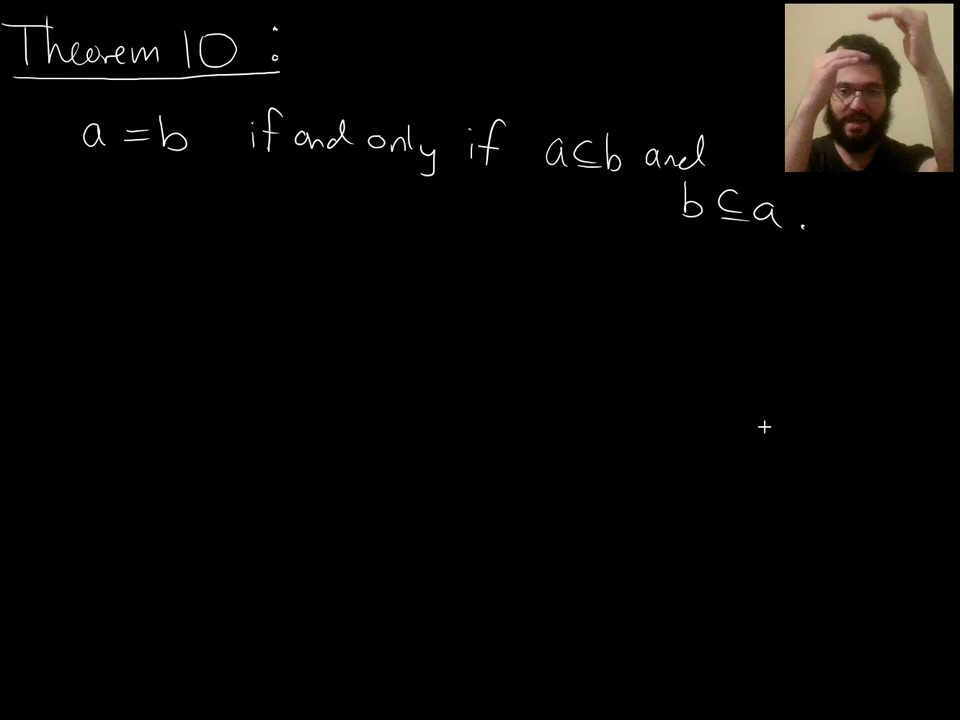 Theorem 10 :
a = b if and only if a ⊆ b and
b ⊆ a .